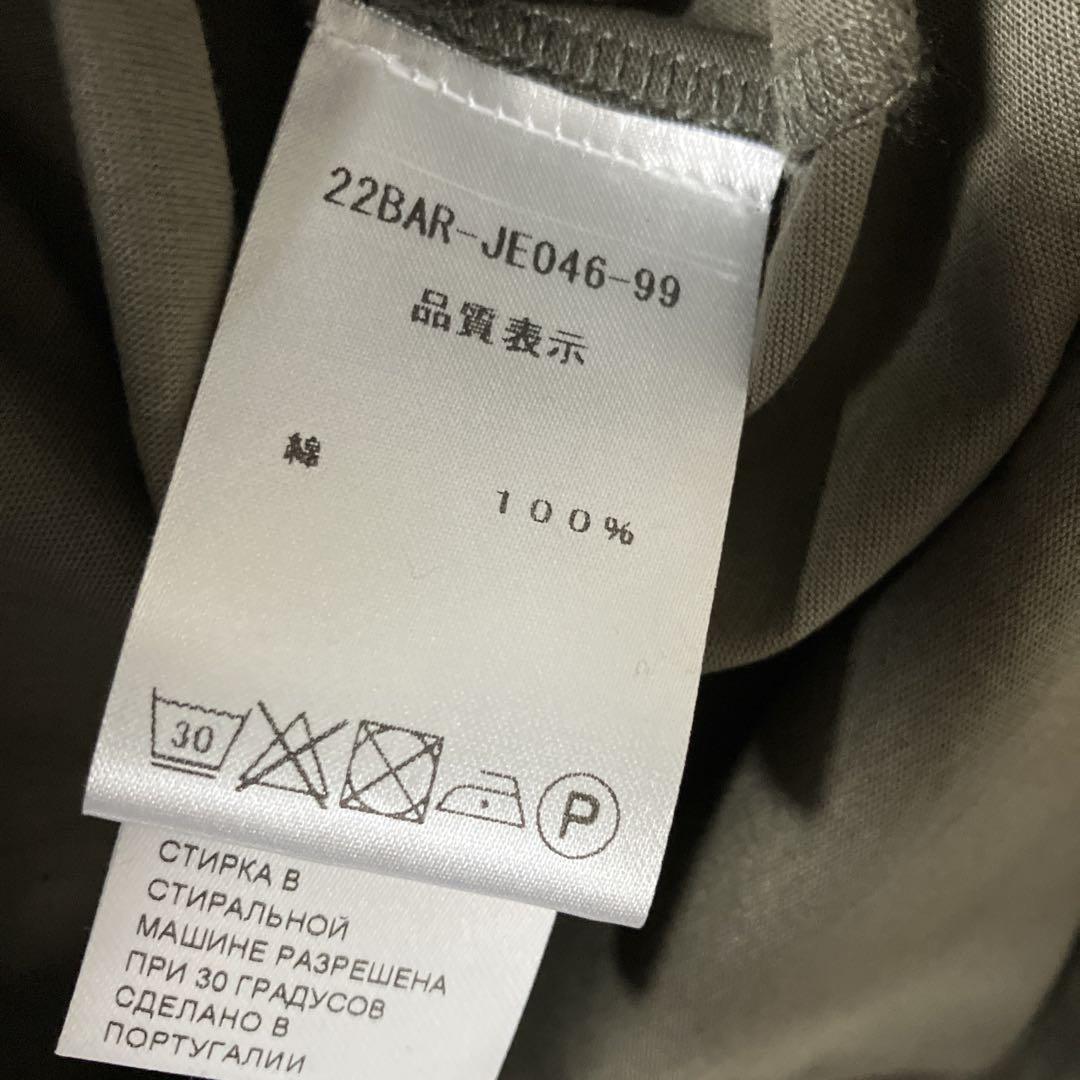 22BAR-JE046-99
品質表示
綿 100%
30
P
СТИРКА В
СТИРАЛЬНОЙ
МАШИНЕ РАЗРЕШЕНА
ПРИ 30 ГРАДУСОВ
СДЕЛАНО В
ПОРТУГАЛИИ